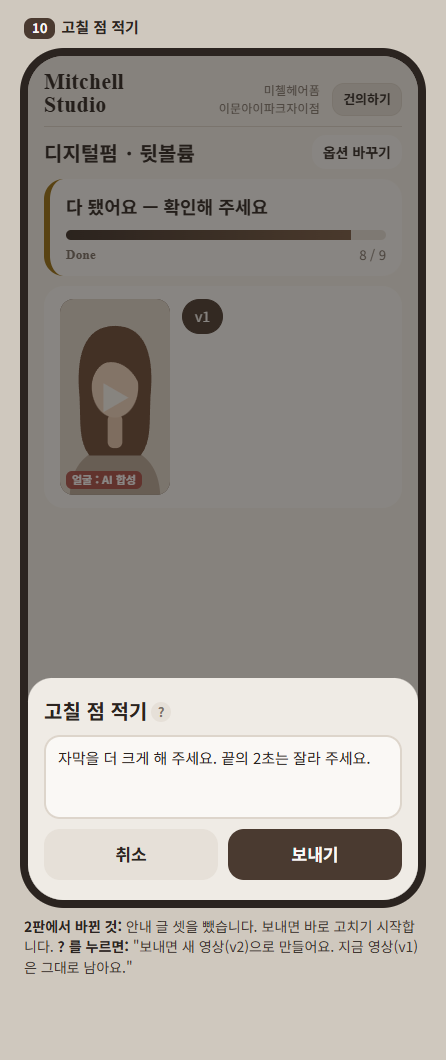 10 고칠 점 적기
Mitchell
Studio
미젤헤어폼
이문아이파크자이점
건의하기
디지털펌 · 뒷볼륨
옵션 바꾸기
다 됐어요 — 확인해 주세요
Done
8 / 9
v1
얼굴 : AI 합성
고칠 점 적기 ?
자막을 더 크게 해 주세요. 끝의 2초는 잘라 주세요.
취소
보내기
2판에서 바뀐 것: 안내 글 셋을 뺐습니다. 보내면 바로 고치기 시작합
니다. ? 를 누르면: "보내면 새 영상(v2)으로 만들어요. 지금 영상(v1)
은 그대로 남아요."